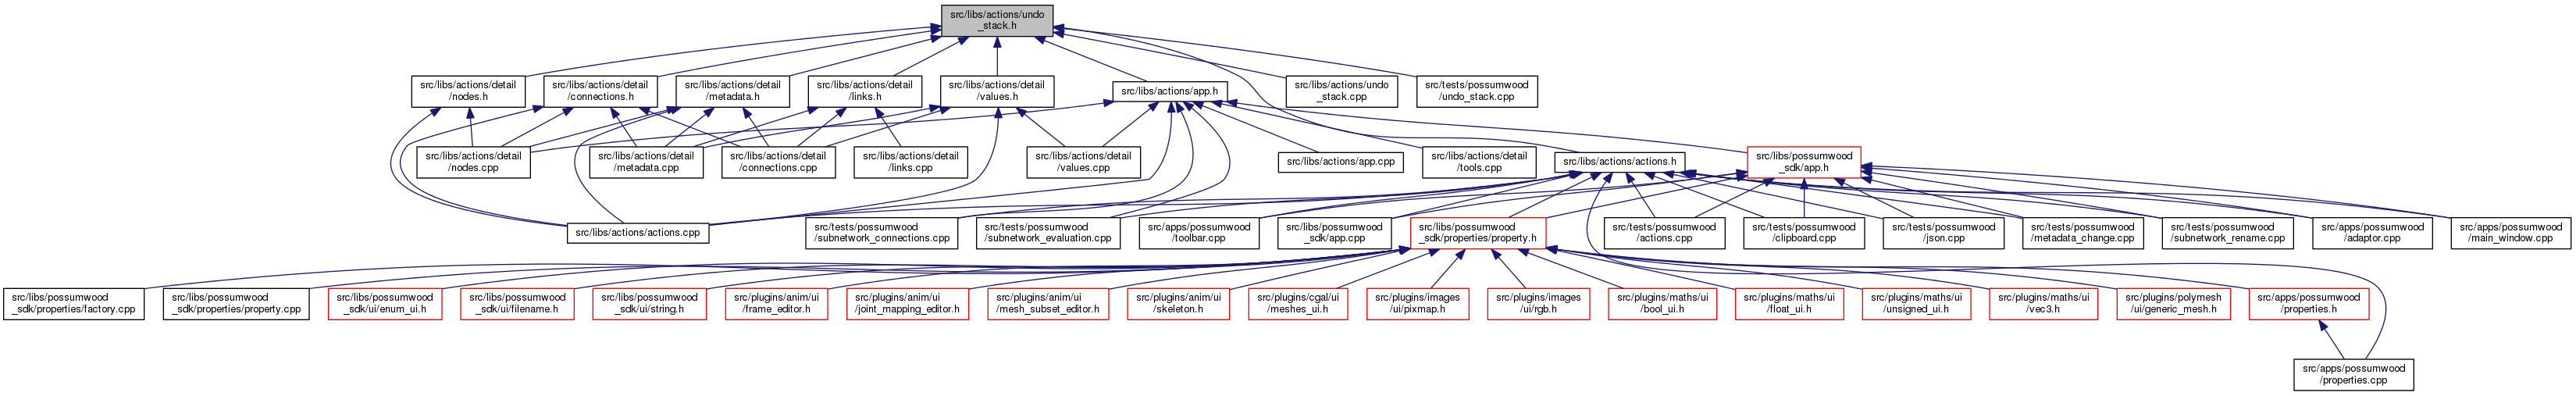 src/libs/actions/undo
_stack.h
src/libs/actions/detail
/nodes.h
src/libs/actions/detail
/connections.h
src/libs/actions/detail
/metadata.h
src/libs/actions/detail
/links.h
src/libs/actions/detail
/values.h
src/libs/actions/app.h
src/libs/actions/undo
_stack.cpp
src/tests/possumwood
/undo_stack.cpp
src/libs/actions/detail
/nodes.cpp
src/libs/actions/detail
/metadata.cpp
src/libs/actions/detail
/connections.cpp
src/libs/actions/detail
/links.cpp
src/libs/actions/detail
/values.cpp
src/libs/actions/app.cpp
src/libs/actions/detail
/tools.cpp
src/libs/actions/actions.h
src/libs/possumwood
_sdk/app.h
src/libs/actions/actions.cpp
src/tests/possumwood
/subnetwork_connections.cpp
src/tests/possumwood
/subnetwork_evaluation.cpp
src/apps/possumwood
/toolbar.cpp
src/libs/possumwood
_sdk/app.cpp
src/libs/possumwood
_sdk/properties/property.h
src/tests/possumwood
/actions.cpp
src/tests/possumwood
/clipboard.cpp
src/tests/possumwood
/json.cpp
src/tests/possumwood
/metadata_change.cpp
src/tests/possumwood
/subnetwork_rename.cpp
src/apps/possumwood
/adaptor.cpp
src/apps/possumwood
/main_window.cpp
src/libs/possumwood
_sdk/properties/factory.cpp
src/libs/possumwood
_sdk/properties/property.cpp
src/libs/possumwood
_sdk/ui/enum_ui.h
src/libs/possumwood
_sdk/ui/filename.h
src/libs/possumwood
_sdk/ui/string.h
src/plugins/anim/ui
/frame_editor.h
src/plugins/anim/ui
/joint_mapping_editor.h
src/plugins/anim/ui
/mesh_subset_editor.h
src/plugins/anim/ui
/skeleton.h
src/plugins/cgal/ui
/meshes_ui.h
src/plugins/images
/ui/pixmap.h
src/plugins/images
/ui/rgb.h
src/plugins/maths/ui
/bool_ui.h
src/plugins/maths/ui
/float_ui.h
src/plugins/maths/ui
/unsigned_ui.h
src/plugins/maths/ui
/vec3.h
src/plugins/polymesh
/ui/generic_mesh.h
src/apps/possumwood
/properties.h
src/apps/possumwood
/properties.cpp